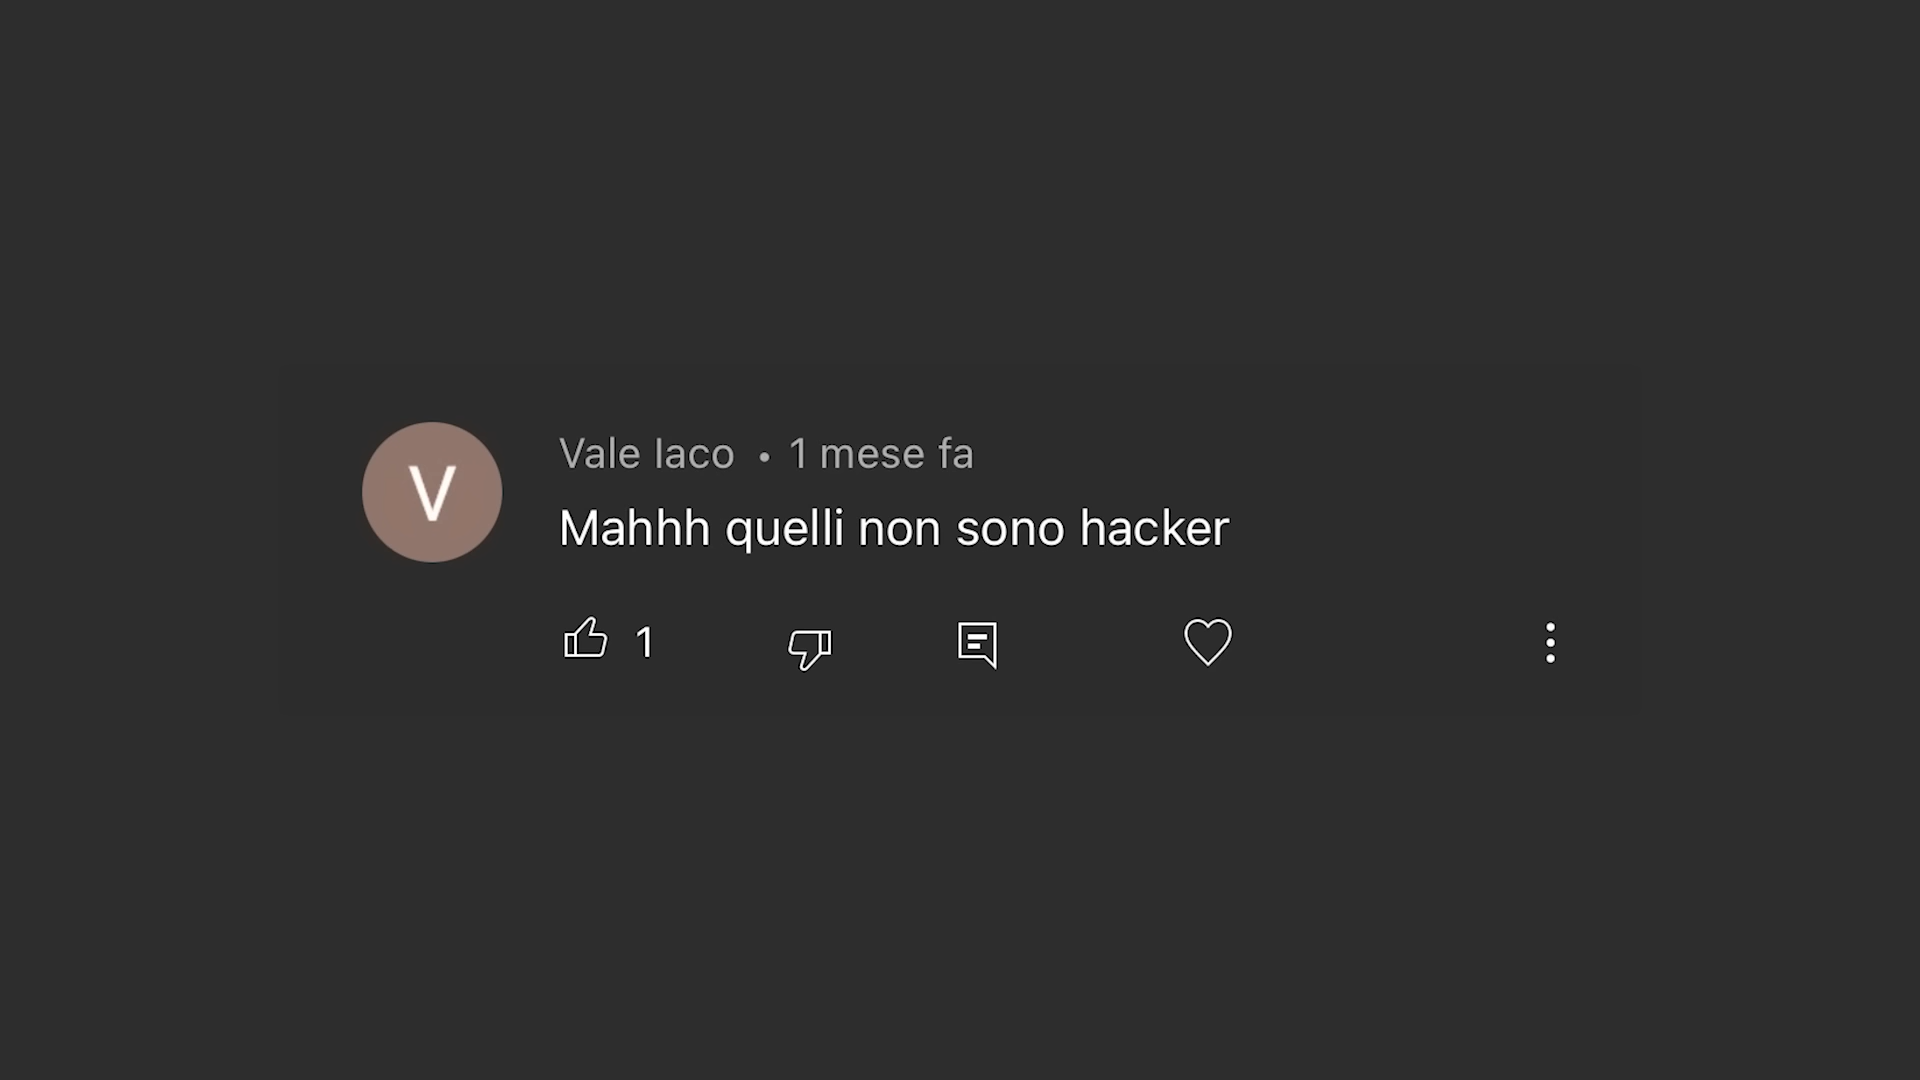 V
Vale Iaco • 1 mese fa
Mahhh quelli non sono hacker
1